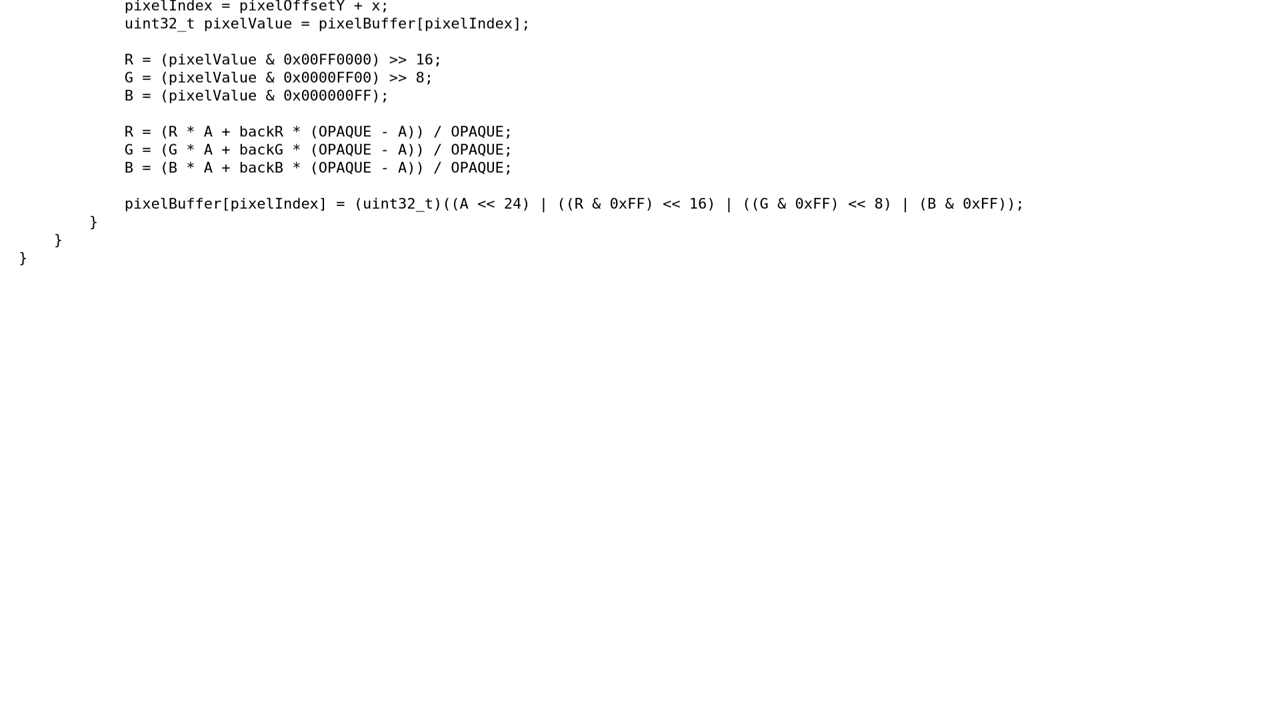 pixelIndex = pixelOffsetY + x;
uint32_t pixelValue = pixelBuffer[pixelIndex];
R = (pixelValue & 0x00FF0000) >> 16;
G = (pixelValue & 0x0000FF00) >> 8;
B = (pixelValue & 0x000000FF);
R = (R * A + backR * (OPAQUE - A)) / OPAQUE;
G = (G * A + backG * (OPAQUE - A)) / OPAQUE;
B = (B * A + backB * (OPAQUE - A)) / OPAQUE;
pixelBuffer[pixelIndex] = (uint32_t)((A << 24) | ((R & 0xFF) << 16) | ((G & 0xFF) << 8) | (B & 0xFF));
}
}
}